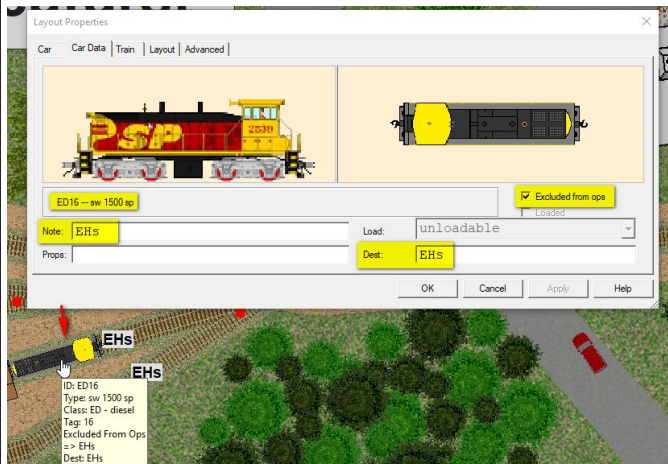 Layout Properties
Car
Car Data
Train
Layout
Advanced
SP
2539
ED16 -- sw 1500 sp
Excluded from ops
Loaded
Note:
EHs
Load:
unloadable
Props:
Dest:
EHs
OK
Cancel
Apply
Help
EHs
EHs
ID: ED16
Type: sw 1500 sp
Class: ED - diesel
Tag: 16
Excluded From Ops
=> EHs
Dest: EHs